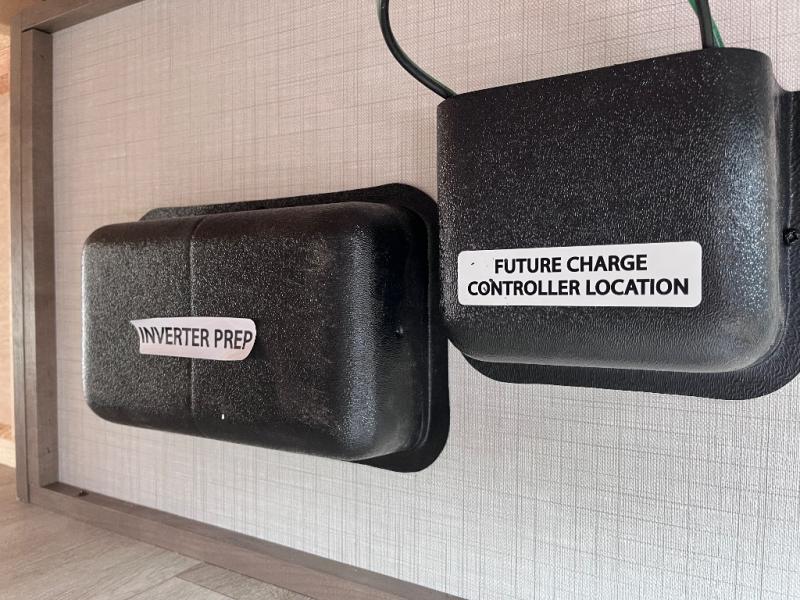 INVERTER PREP
FUTURE CHARGE
CONTROLLER LOCATION